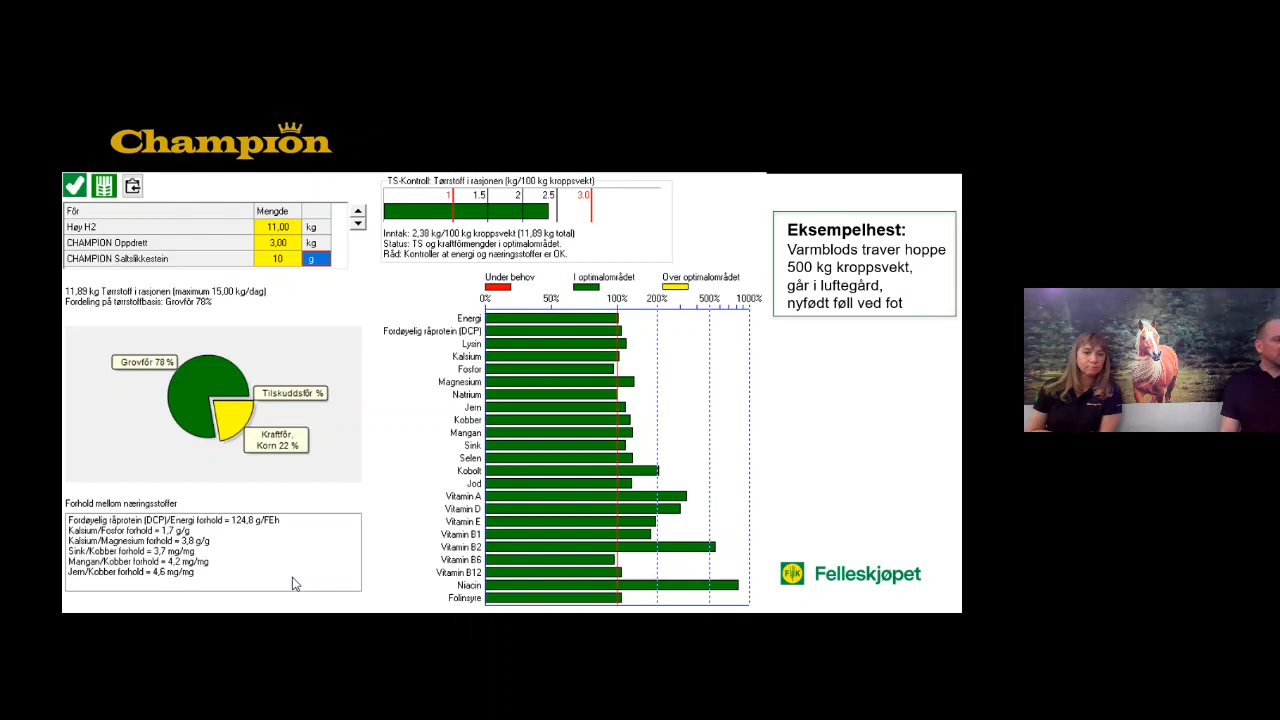 Champion
Fôr Mengde
Høy H2 11,00 kg
CHAMPION Oppdrett 3,00 kg
CHAMPION Saltslikkestein 10 g
11,89 kg Tørrstoff i rasjonen (maximum 15,00 kg/dag)
Fordeling på tørrstoffbasis: Grovfôr 78%
Grovfôr 78 %
Tilskuddsfôr %
Kraftfôr,
Korn 22 %
Forhold mellom næringsstoffer
Fordøyelig råprotein (DCP)/Energi forhold = 124,8 g/FEh
Kalsium/Fosfor forhold = 1,7 g/g
Kalsium/Magnesium forhold = 3,8 g/g
Sink/Kobber forhold = 3,7 mg/mg
Mangan/Kobber forhold = 4,2 mg/mg
Jern/Kobber forhold = 4,6 mg/mg
TS-Kontroll: Tørrstoff i rasjonen (kg/100 kg kroppsvekt)
1 1.5 2 2.5 3.0
Inntak: 2,38 kg/100 kg kroppsvekt (11,89 kg total)
Status: TS og kraftfôrmengder i optimalområdet.
Råd: Kontroller at energi og næringsstoffer er OK.
Under behov I optimalområdet Over optimalområdet
0% 50% 100% 200% 500% 1000%
Energi
Fordøyelig råprotein (DCP)
Lysin
Kalsium
Fosfor
Magnesium
Natrium
Jern
Kobber
Mangan
Sink
Selen
Kobolt
Jod
Vitamin A
Vitamin D
Vitamin E
Vitamin B1
Vitamin B2
Vitamin B6
Vitamin B12
Niacin
Folinsyre
Eksempelhest:
Varmblods traver hoppe
500 kg kroppsvekt,
går i luftegård,
nyfødt føll ved fot
Felleskjøpet